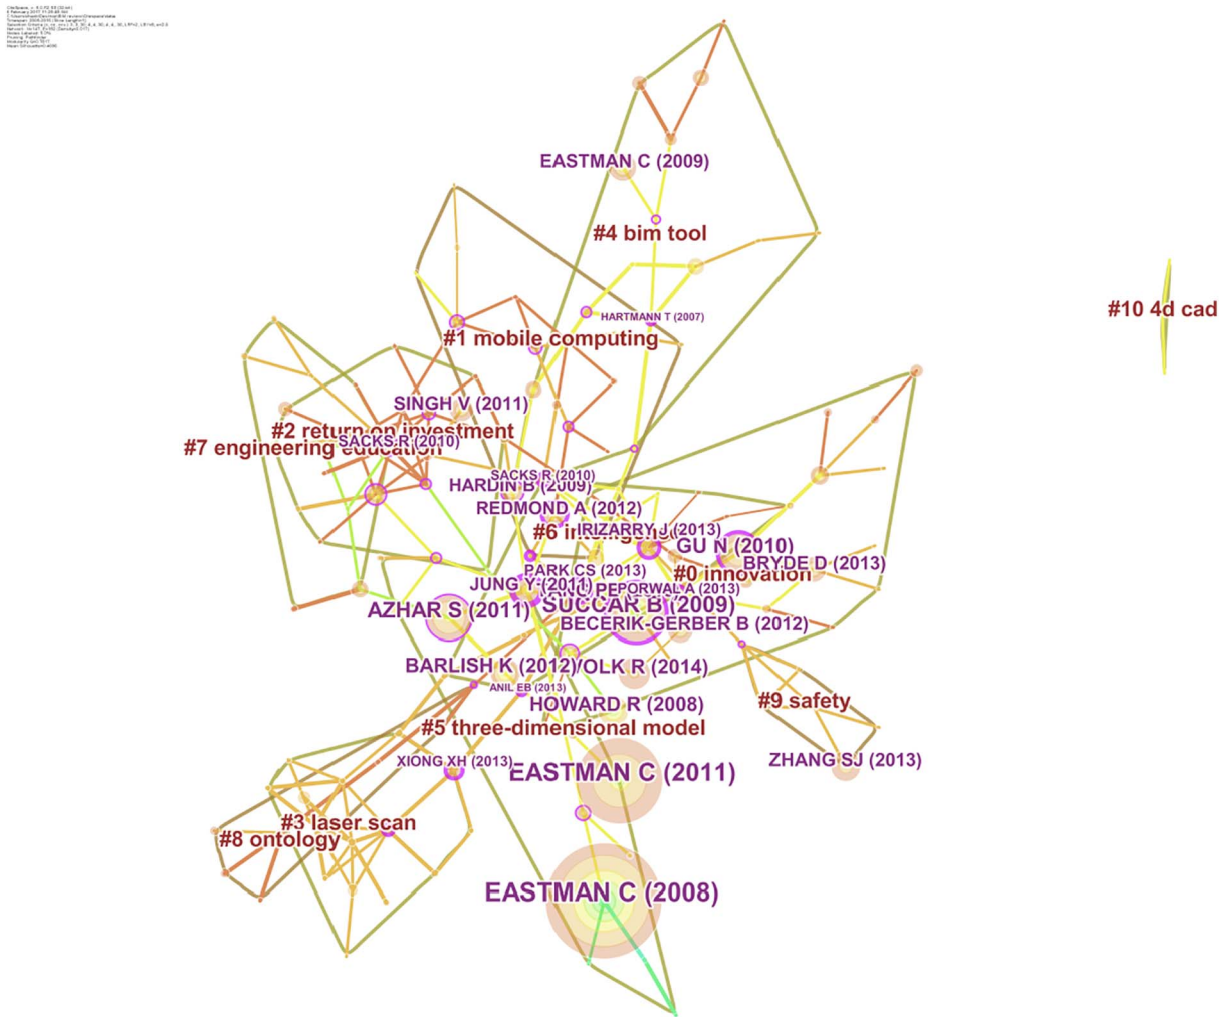 EASTMAN C (2009)
#4 bim tool
#10 4d cad
HARTMANN T (2007)
#1 mobile computing
SINGH V (2011)
#2 return on investment
SACKS R (2010)
#7 engineering education
SACKS R (2010)
HARDIN B (2009)
REDMOND A (2012)
IRIZARRY J (2013)
#6
GU N (2010)
BRYDE D (2013)
PARK CS (2013)
#0 innovation
JUNG Y (2011)
PORWAL A (2013)
SUCCAR B (2009)
AZHAR S (2011)
BECERIK-GERBER B (2012)
BARLISH K (2012)
VOLK R (2014)
ANIL EB (2013)
#9 safety
HOWARD R (2008)
#5 three-dimensional model
XIONG XH (2013)
ZHANG SJ (2013)
EASTMAN C (2011)
#3 laser scan
#8 ontology
EASTMAN C (2008)